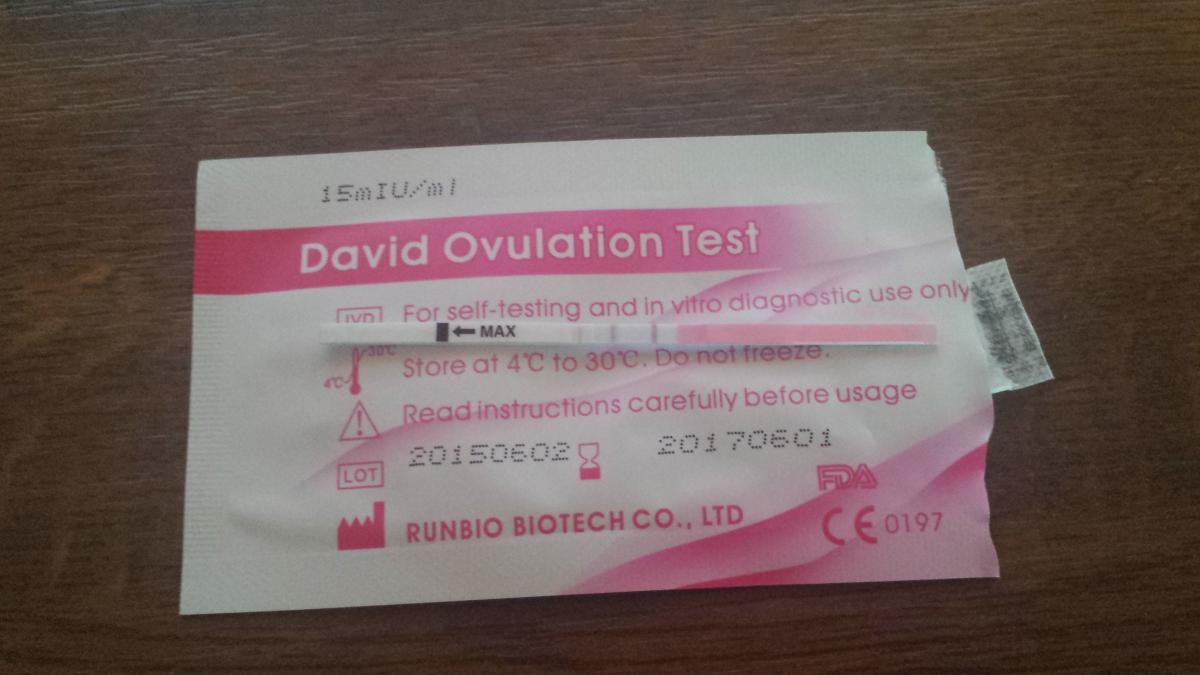 15mIU/ml
David Ovulation Test
IVD
For self-testing and in vitro diagnostic use only
MAX
30℃
4℃
Store at 4℃ to 30℃. Do not freeze.
Read instructions carefully before usage
LOT
20150602
20170601
FDA
RUNBIO BIOTECH CO., LTD
CE 0197